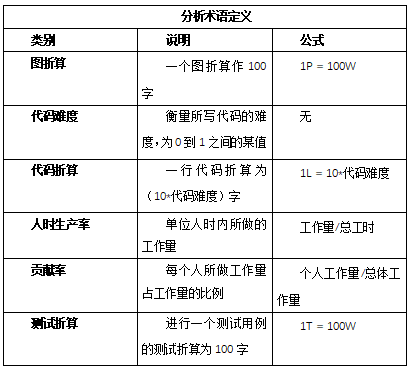 分析术语定义
类别 说明 公式
图折算 一个图折算作 100 1P = 100W
字
代码难度 衡量所写代码的难 无
度，为 0 到 1 之间的某值
代码折算 一行代码折算为 1L = 10*代码难度
（10*代码难度）字
人时生产率 单位人时内所做的 工作量/总工时
工作量
贡献率 每个人所做工作量 个人工作量/总体工
占工作量的比例 作量
测试折算 进行一个测试用例 1T = 100W
的测试折算为 100 字